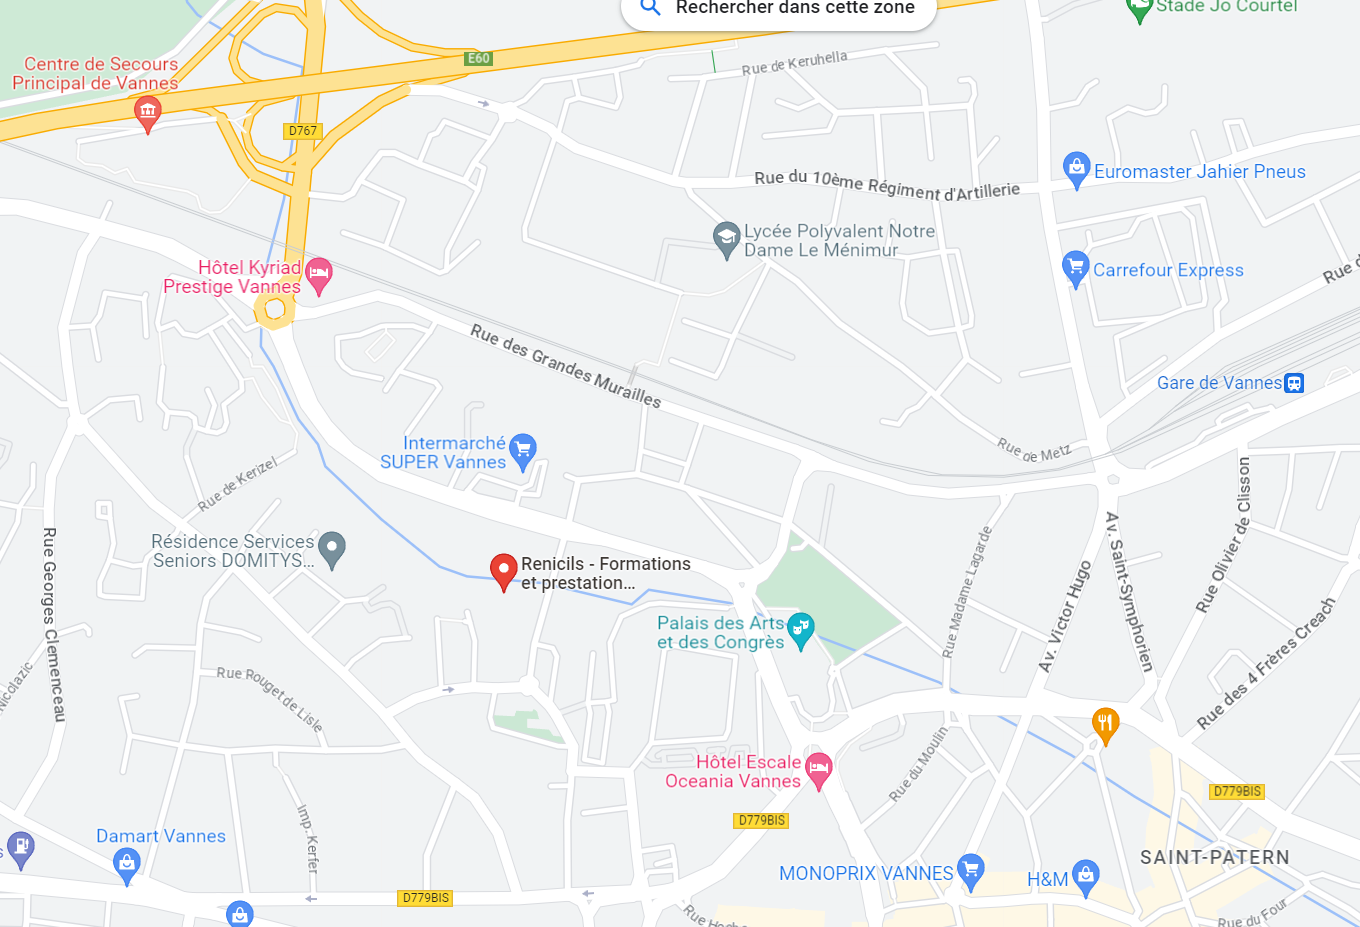 Rechercher dans cette zone
Stade Jo Courtel
E60
Rue de Keruhella
Centre de Secours
Principal de Vannes
D767
Rue du 10ème Régiment d'Artillerie
Euromaster Jahier Pneus
Lycée Polyvalent Notre
Dame Le Ménimur
Hôtel Kyriad
Prestige Vannes
Carrefour Express
Rue d
Rue des Grandes Murailles
Gare de Vannes
Intermarché
SUPER Vannes
Rue de Metz
Rue de Kerizel
Rue Olivier de Clisson
Av. Saint-Symphorien
Rue Madame Lagarde
Av. Victor Hugo
Rue Georges Clemenceau
Résidence Services
Seniors DOMITYS...
Renicils - Formations
et prestation...
Palais des Arts
et des Congrès
Rue des 4 Frères Creach
Nicolazic
Rue Rouget de Lisle
Hôtel Escale
Oceania Vannes
Rue du Moulin
D779BIS
D779BIS
Imp. Kerfer
Damart Vannes
s
SAINT-PATERN
MONOPRIX VANNES
H&M
D779BIS
Rue du Four